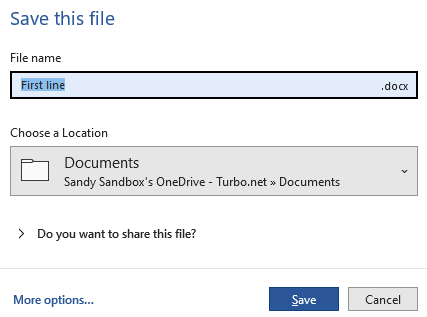 Save this file
File name
First line .docx
Choose a Location
Documents
Sandy Sandbox's OneDrive - Turbo.net » Documents
Do you want to share this file?
More options... Save Cancel